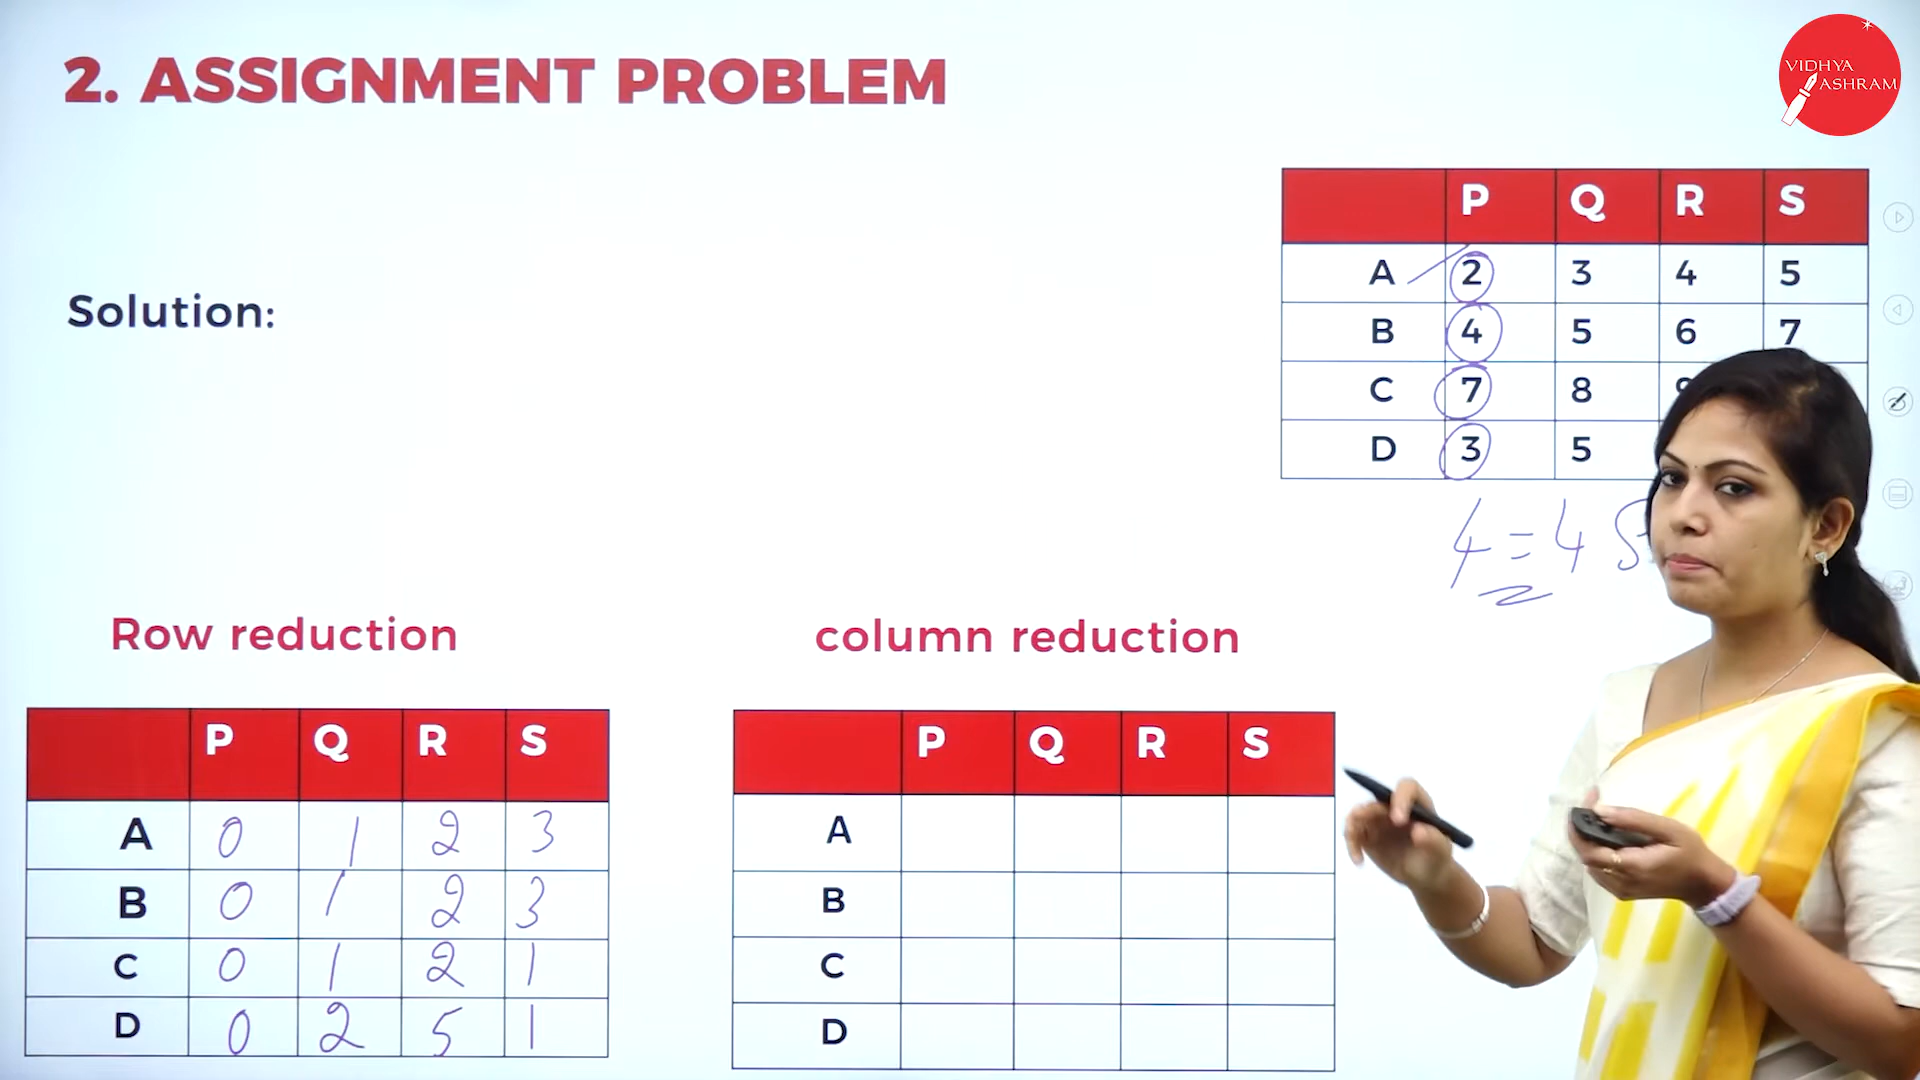 2. ASSIGNMENT PROBLEM
VIDHYA
ASHRAM
P Q R S
A 2 3 4 5
B 4 5 6 7
C 7 8
D 3 5
Solution:
4 = 4
Row reduction
column reduction
P Q R S
A 0 1 2 3
B 0 1 2 3
C 0 1 2 1
D 0 2 5 1
P Q R S
A
B
C
D